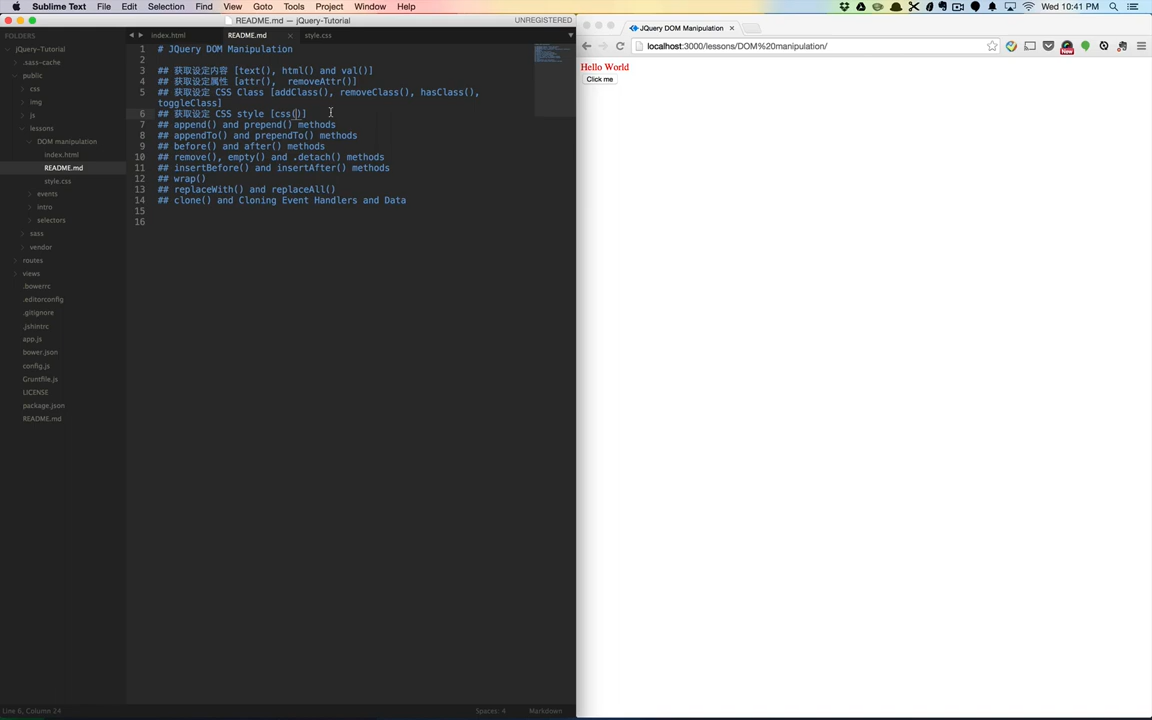 Sublime Text File Edit Selection Find View Goto Tools Project Window Help
Wed 10:41 PM
README.md — jQuery-Tutorial
UNREGISTERED
FOLDERS
jQuery-Tutorial
.sass-cache
public
css
img
js
lessons
DOM manipulation
index.html
README.md
style.css
events
intro
selectors
sass
vendor
routes
views
.bowerrc
.editorconfig
.gitignore
.jshintrc
app.js
bower.json
config.js
Gruntfile.js
LICENSE
package.json
README.md
index.html README.md style.css
1 # JQuery DOM Manipulation
2
3 ## 获取设定内容 [text(), html() and val()]
4 ## 获取设定属性 [attr(),  removeAttr()]
5 ## 获取设定 CSS Class [addClass(), removeClass(), hasClass(),
toggleClass]
6 ## 获取设定 CSS style [css()]
7 ## append() and prepend() methods
8 ## appendTo() and prependTo() methods
9 ## before() and after() methods
10 ## remove(), empty() and .detach() methods
11 ## insertBefore() and insertAfter() methods
12 ## wrap()
13 ## replaceWith() and replaceAll()
14 ## clone() and Cloning Event Handlers and Data
15
16
Line 6, Column 24
Spaces: 4
Markdown
JQuery DOM Manipulation
localhost:3000/lessons/DOM%20manipulation/
New
Hello World
Click me